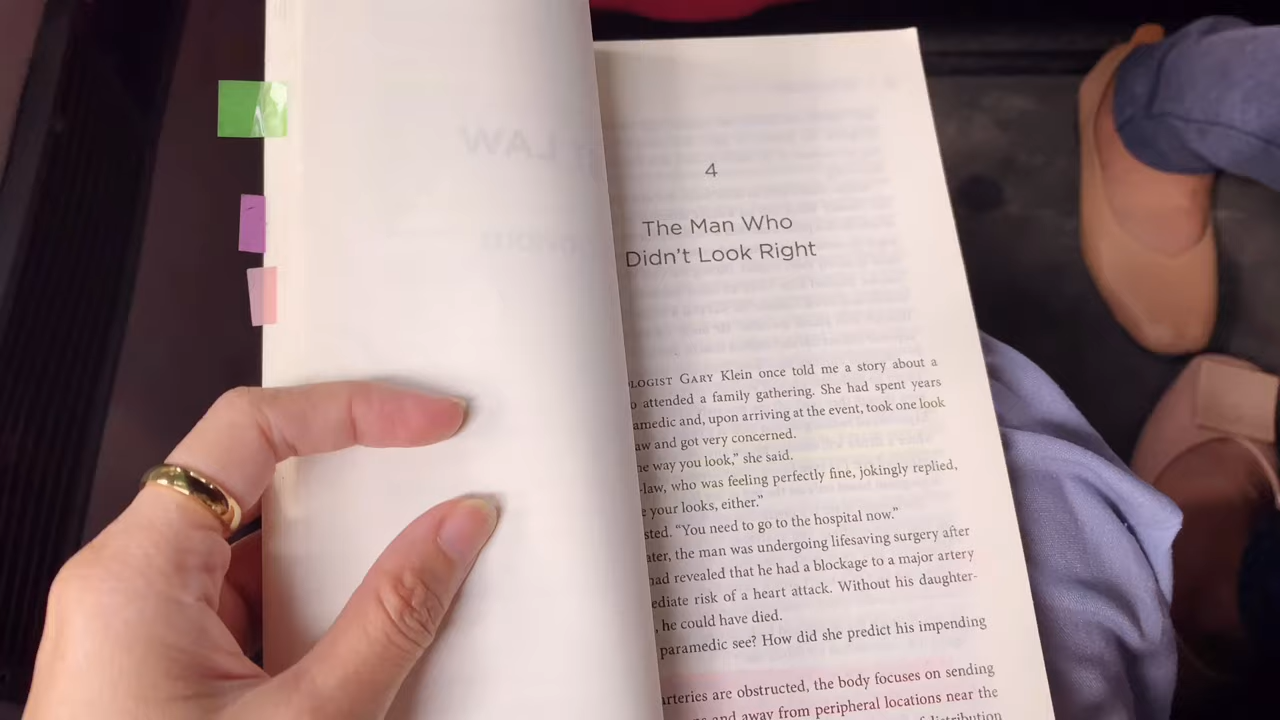 4
The Man Who
Didn't Look Right
LOGIST GARY Klein once told me a story about a
attended a family gathering. She had spent years
amedic and, upon arriving at the event, took one look
aw and got very concerned.
he way you look," she said.
-law, who was feeling perfectly fine, jokingly replied,
your looks, either."
sted. "You need to go to the hospital now."
ater, the man was undergoing lifesaving surgery after
had revealed that he had a blockage to a major artery
ediate risk of a heart attack. Without his daughter-
, he could have died.
paramedic see? How did she predict his impending
arteries are obstructed, the body focuses on sending
and away from peripheral locations near the
distribution